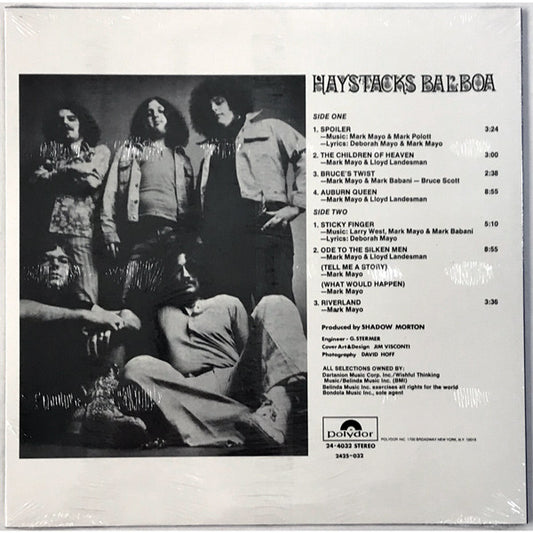 HAYSTACKS BALBOA
SIDE ONE
1. SPOILER 3:24
—Music: Mark Mayo & Mark Polott
—Lyrics: Deborah Mayo & Mark Mayo
2. THE CHILDREN OF HEAVEN 3:00
—Mark Mayo & Lloyd Landesman
3. BRUCE'S TWIST 2:38
—Mark Mayo & Mark Babani — Bruce Scott
4. AUBURN QUEEN 8:55
—Mark Mayo & Lloyd Landesman
SIDE TWO
1. STICKY FINGER 5:10
—Music: Larry West, Mark Mayo & Mark Babani
—Lyrics: Deborah Mayo
2. ODE TO THE SILKEN MEN 8:55
—Mark Mayo & Lloyd Landesman
(TELL ME A STORY)
—Mark Mayo
(WHAT WOULD HAPPEN)
—Mark Mayo
3. RIVERLAND 3:36
—Mark Mayo
Produced by SHADOW MORTON
Engineer - G. STERMER
Cover Art & Design JIM VISCONTI
Photography DAVID HOFF
ALL SELECTIONS OWNED BY:
Dartanion Music Corp. Inc./Wishful Thinking
Music/Belinda Music Inc. (BMI)
Belinda Music Inc., exercises all rights for the world
Bondola Music Inc., sole agent
polydor
POLYDOR INC. 1700 BROADWAY NEW YORK, N.Y. 10019
24-4032 STEREO
2425-032